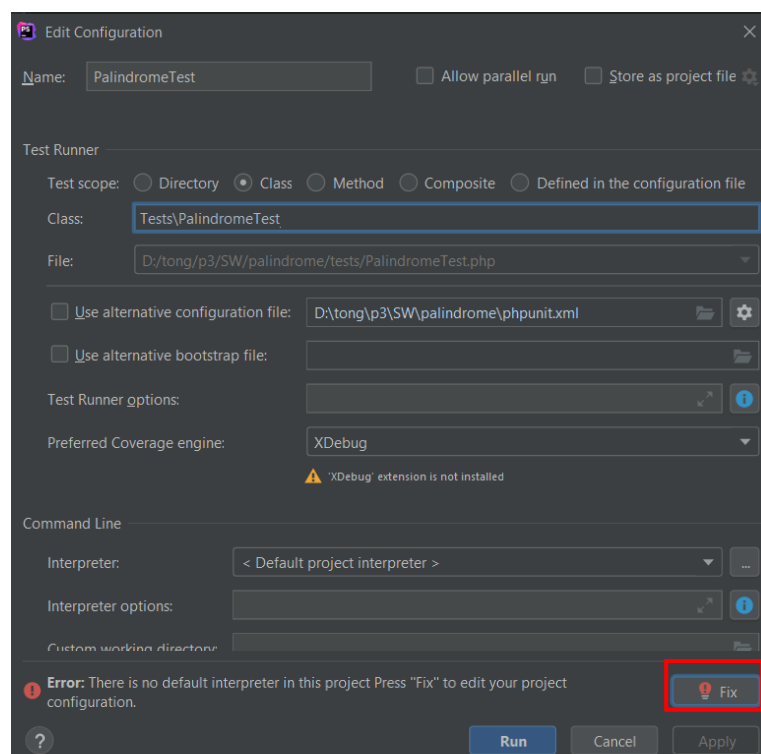 PS Edit Configuration
Name: PalindromeTest Allow parallel run Store as project file
Test Runner
Test scope: Directory Class Method Composite Defined in the configuration file
Class: Tests\PalindromeTest
File: D:/tong/p3/SW/palindrome/tests/PalindromeTest.php
Use alternative configuration file: D:\tong\p3\SW\palindrome\phpunit.xml
Use alternative bootstrap file:
Test Runner options:
Preferred Coverage engine: XDebug
'XDebug' extension is not installed
Command Line
Interpreter: < Default project interpreter > ...
Interpreter options:
Custom working directory:
Error: There is no default interpreter in this project Press "Fix" to edit your project
configuration.
Fix
? Run Cancel Apply